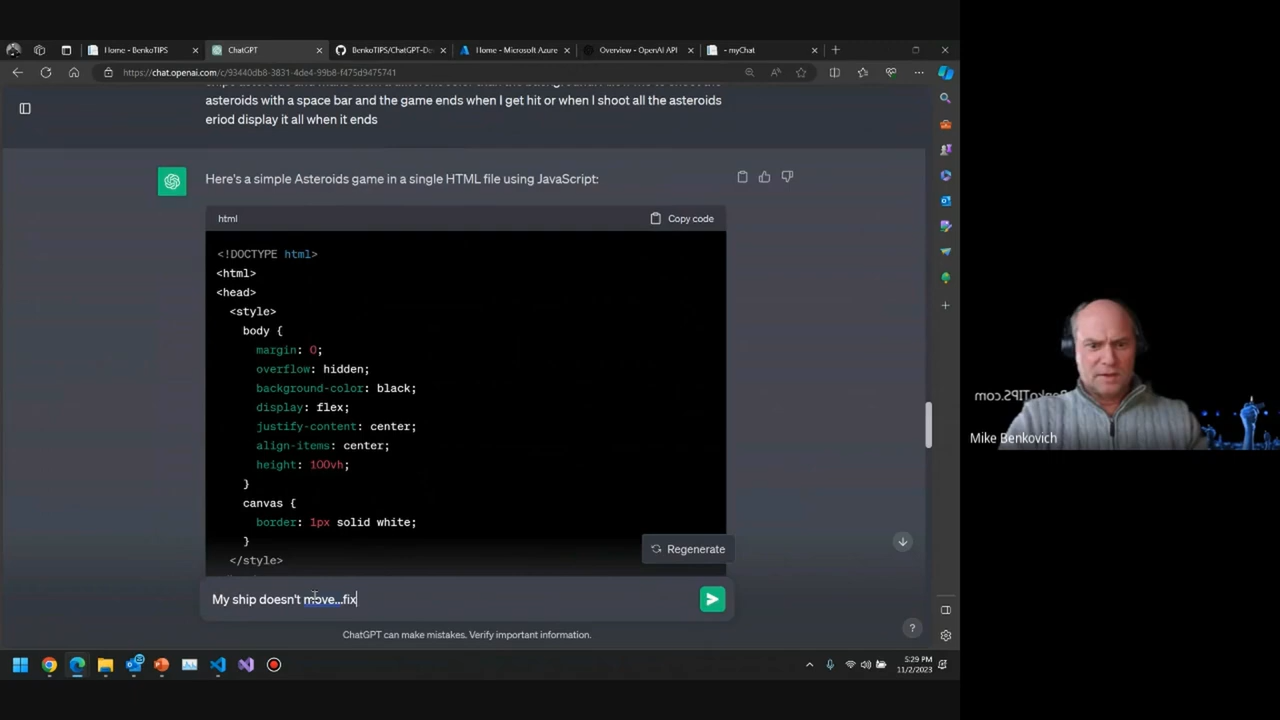 Home - BenkoTIPS
ChatGPT
BenkoTIPS/ChatGPT-De
Home - Microsoft Azure
Overview - OpenAI API
- myChat
https://chat.openai.com/c/93440db8-3831-4de4-99b8-f475d9475741
asteroids with a space bar and the game ends when I get hit or when I shoot all the asteroids
eriod display it all when it ends
Here's a simple Asteroids game in a single HTML file using JavaScript:
html
Copy code
<!DOCTYPE html>
<html>
<head>
<style>
body {
margin: 0;
overflow: hidden;
background-color: black;
display: flex;
justify-content: center;
align-items: center;
height: 100vh;
}
canvas {
border: 1px solid white;
}
</style>
Regenerate
My ship doesn't move...fix
ChatGPT can make mistakes. Verify important information.
?
5:29 PM
11/2/2023
BenkoTIPS.com
Mike Benkovich